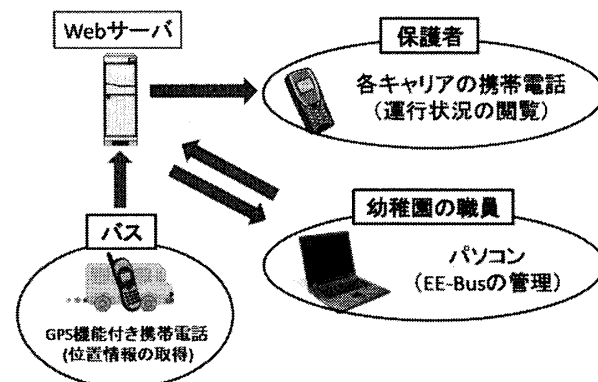 Webサーバ
保護者
各キャリアの携帯電話
(運行状況の閲覧)
幼稚園の職員
パソコン
(EE-Busの管理)
バス
GPS機能付き携帯電話
(位置情報の取得)